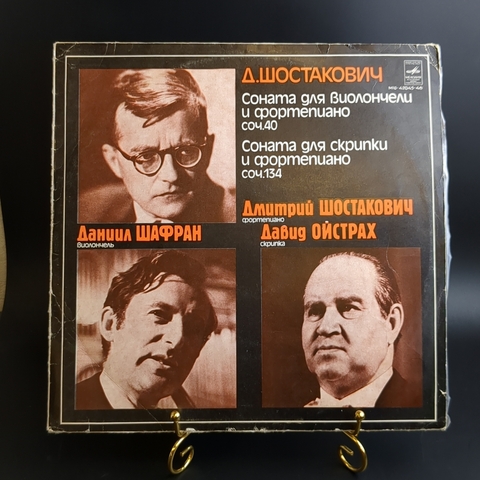 Д.ШОСТАКОВИЧ
Соната для виолончели
и фортепиано
соч.40
Соната для скрипки
и фортепиано
соч.134
Дмитрий ШОСТАКОВИЧ
фортепиано
Даниил ШАФРАН
виолончель
Давид ОЙСТРАХ
скрипка